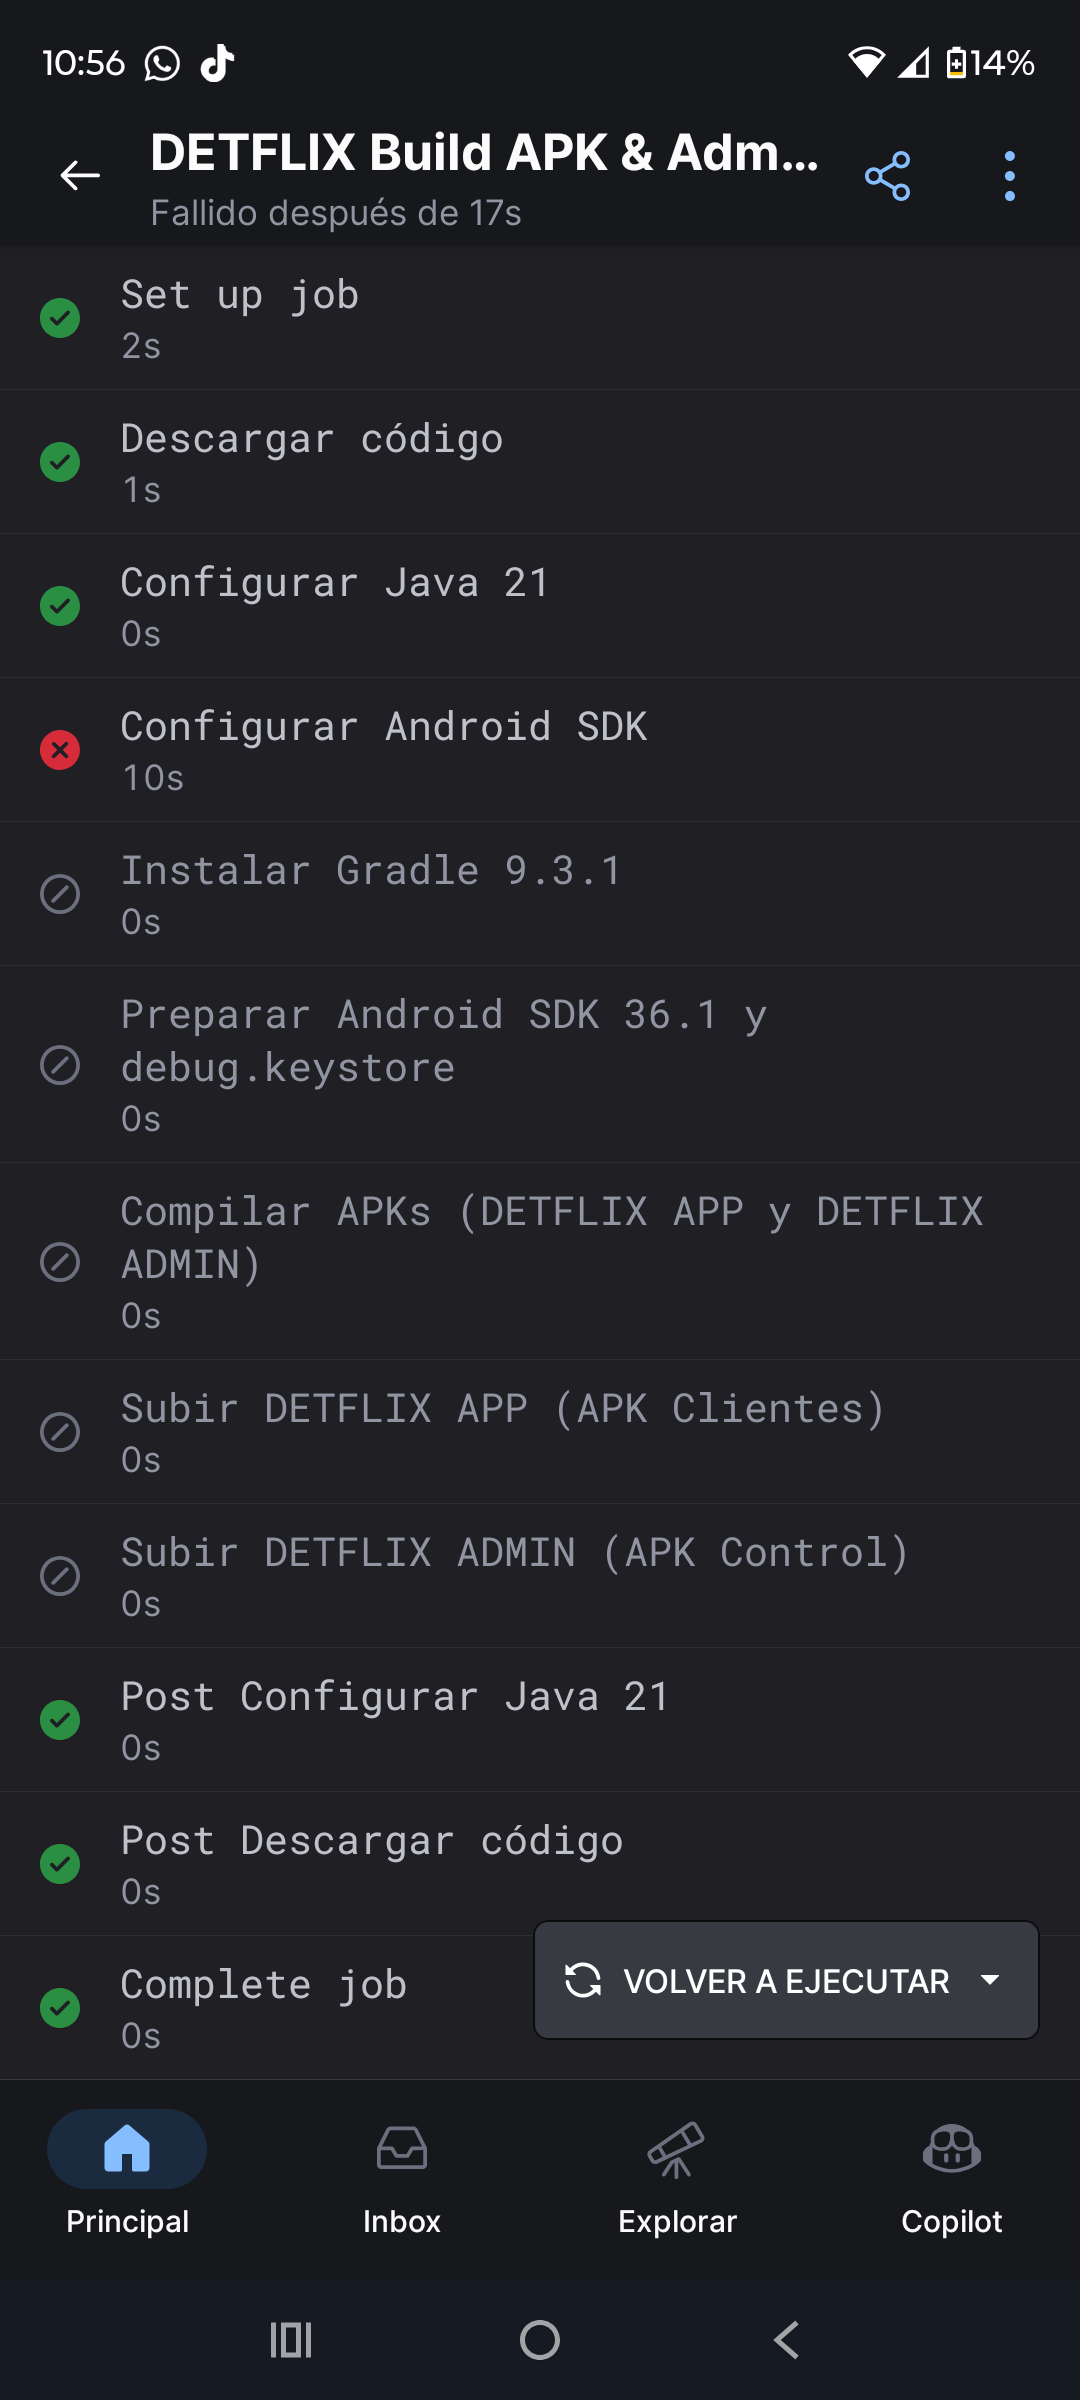 10:56
14%
DETFLIX Build APK & Adm...
Fallido después de 17s
Set up job
2s
Descargar código
1s
Configurar Java 21
0s
Configurar Android SDK
10s
Instalar Gradle 9.3.1
0s
Preparar Android SDK 36.1 y
debug.keystore
0s
Compilar APKs (DETFLIX APP y DETFLIX
ADMIN)
0s
Subir DETFLIX APP (APK Clientes)
0s
Subir DETFLIX ADMIN (APK Control)
0s
Post Configurar Java 21
0s
Post Descargar código
0s
Complete job
0s
VOLVER A EJECUTAR
Principal
Inbox
Explorar
Copilot